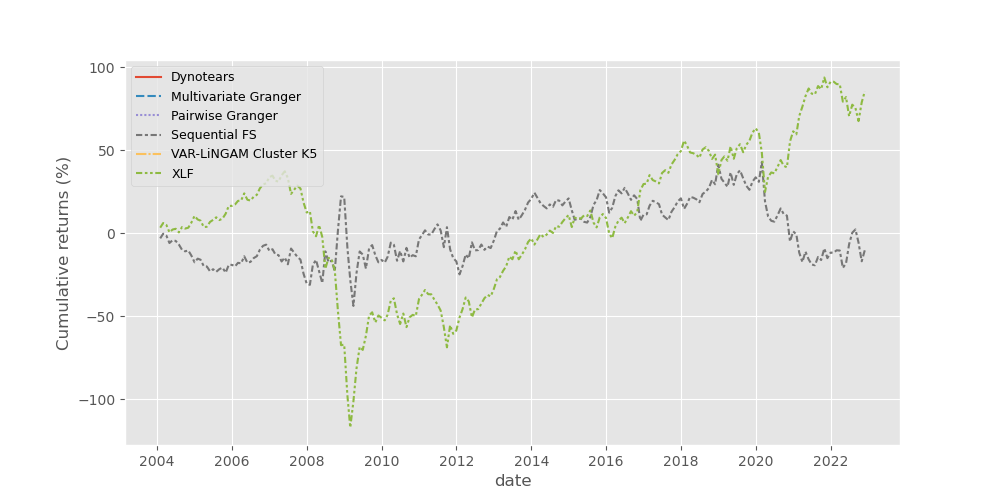 Dynotears
Multivariate Granger
Pairwise Granger
Sequential FS
VAR-LiNGAM Cluster K5
XLF
Cumulative returns (%)
100
50
0
−50
−100
2004 2006 2008 2010 2012 2014 2016 2018 2020 2022
date